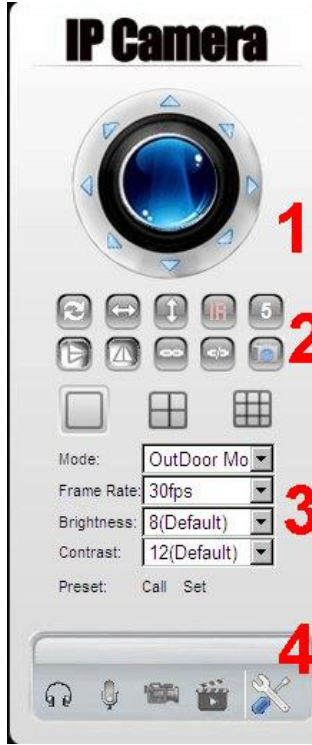 IP Camera
1
IR 5
2
Mode: OutDoor Mo
Frame Rate: 30fps
Brightness: 8(Default)
3
Contrast: 12(Default)
Preset: Call Set
4